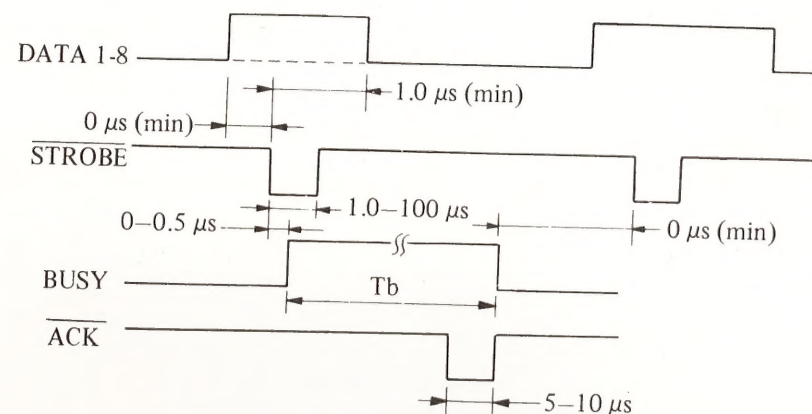 DATA 1-8
1.0 μs (min)
0 μs (min)
STROBE
1.0–100 μs
0–0.5 μs
0 μs (min)
BUSY
Tb
ACK
5–10 μs